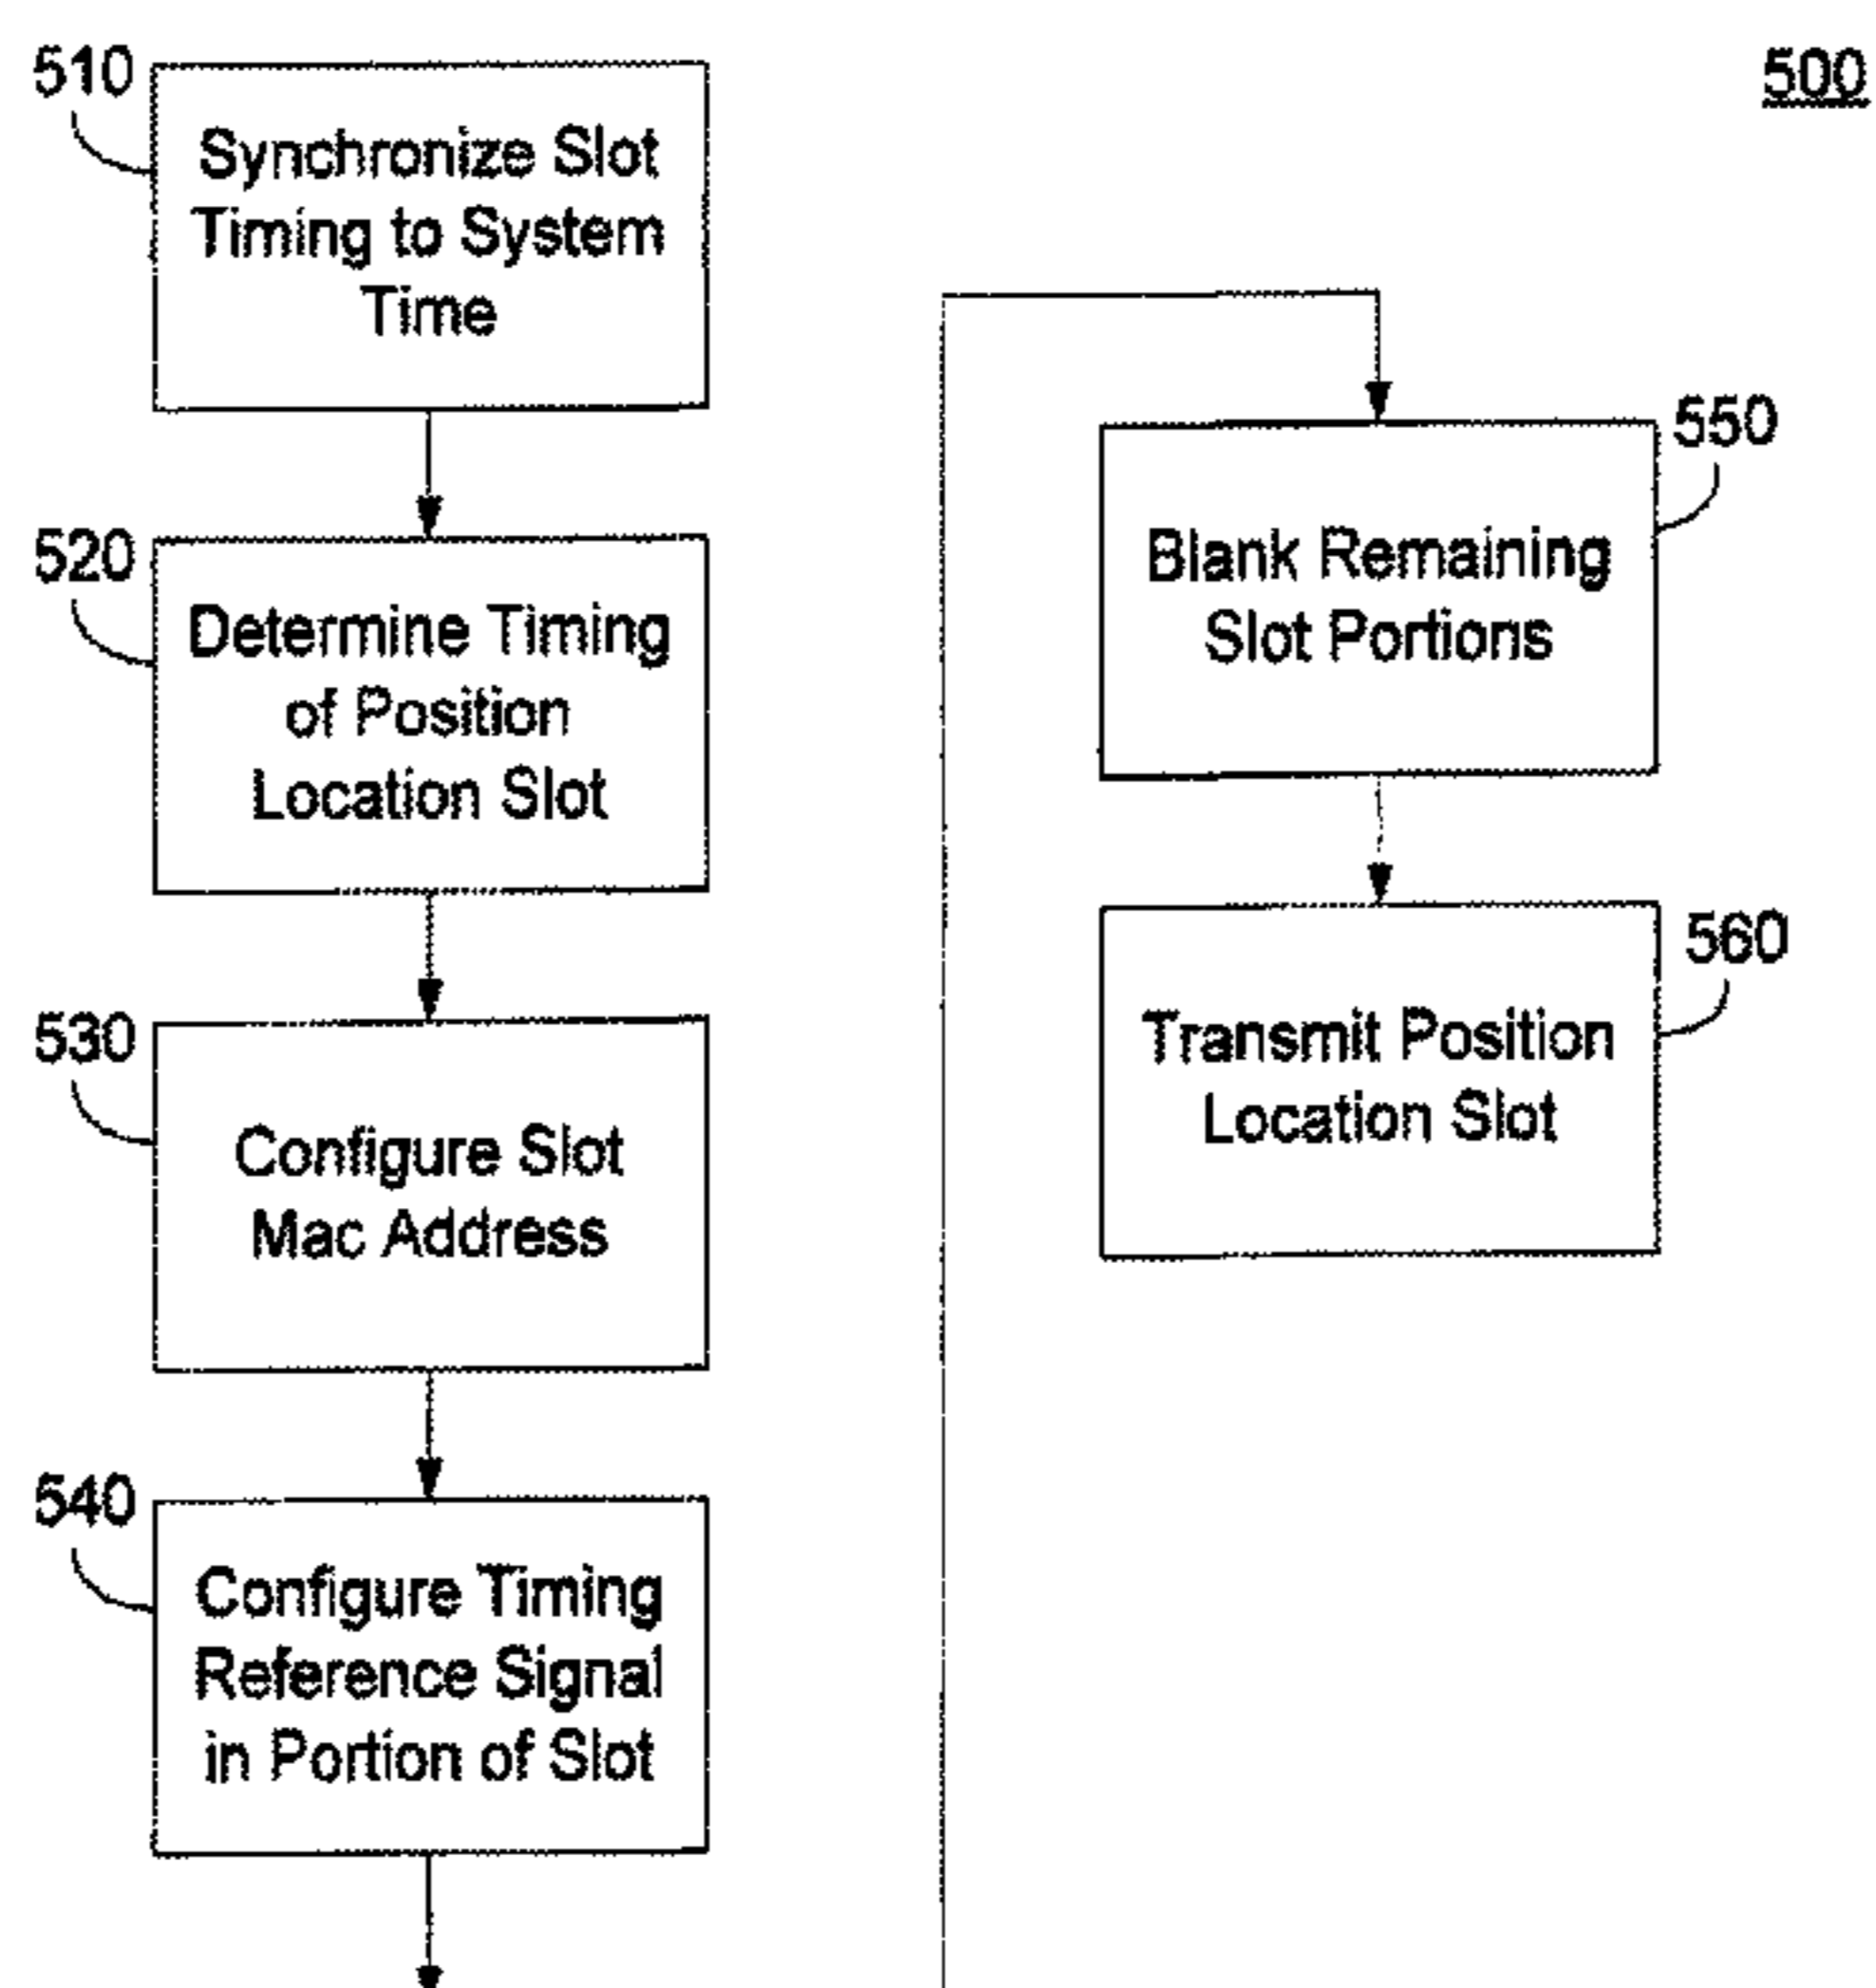 500
510
Synchronize Slot
Timing to System
Time
520
Determine Timing
of Position
Location Slot
530
Configure Slot
Mac Address
540
Configure Timing
Reference Signal
in Portion of Slot
550
Blank Remaining
Slot Portions
560
Transmit Position
Location Slot